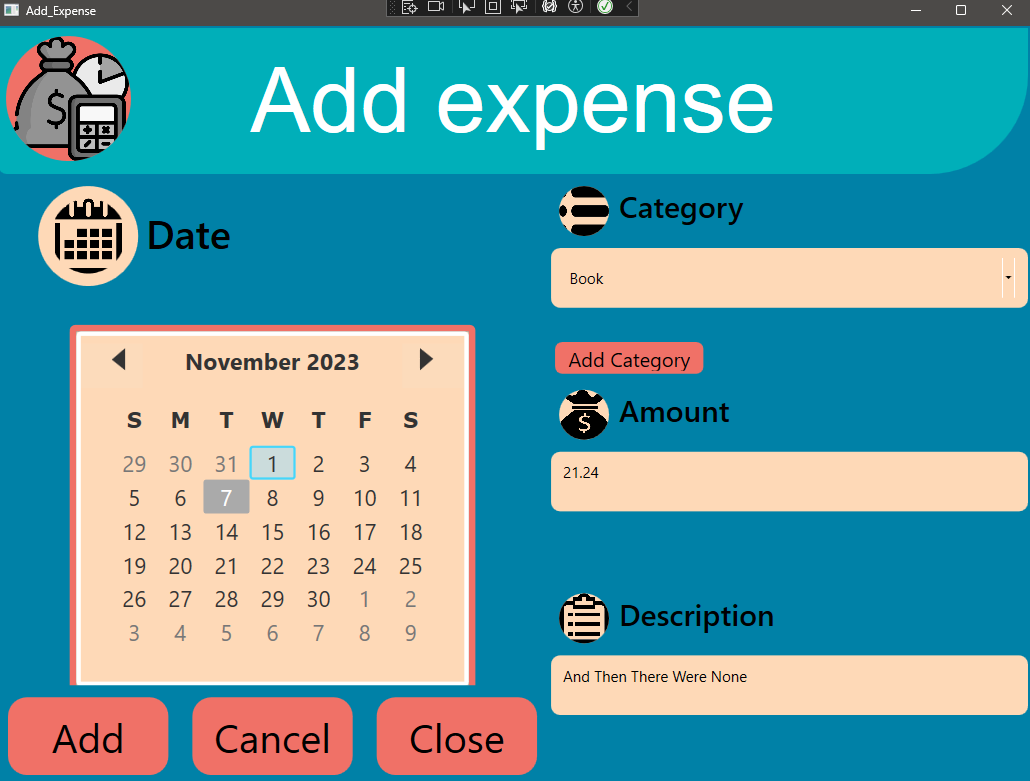 Add_Expense
Add expense
$
Date
November 2023
S M T W T F S
29 30 31 1 2 3 4
5 6 7 8 9 10 11
12 13 14 15 16 17 18
19 20 21 22 23 24 25
26 27 28 29 30 1 2
3 4 5 6 7 8 9
Category
Book
Add Category
Amount
$
21.24
Description
And Then There Were None
Add Cancel Close